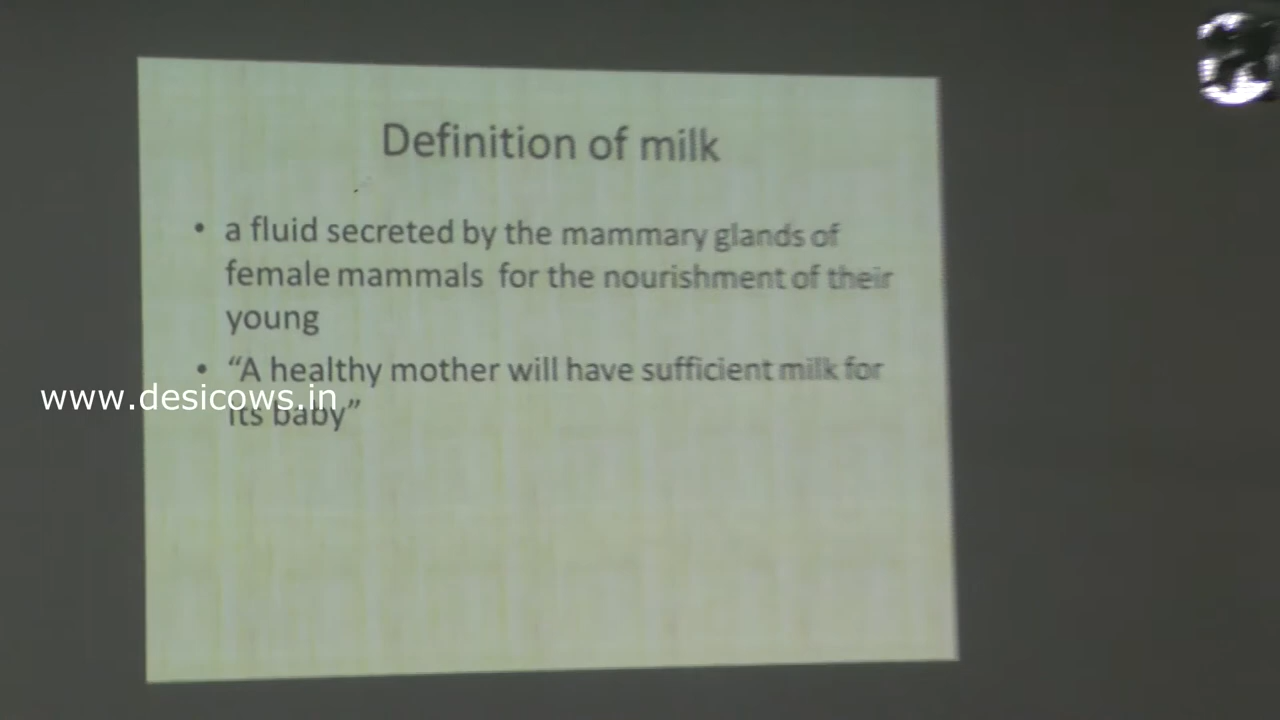 Definition of milk
• a fluid secreted by the mammary glands of
female mammals for the nourishment of their
young
• “A healthy mother will have sufficient milk for
its baby”
www.desicows.in